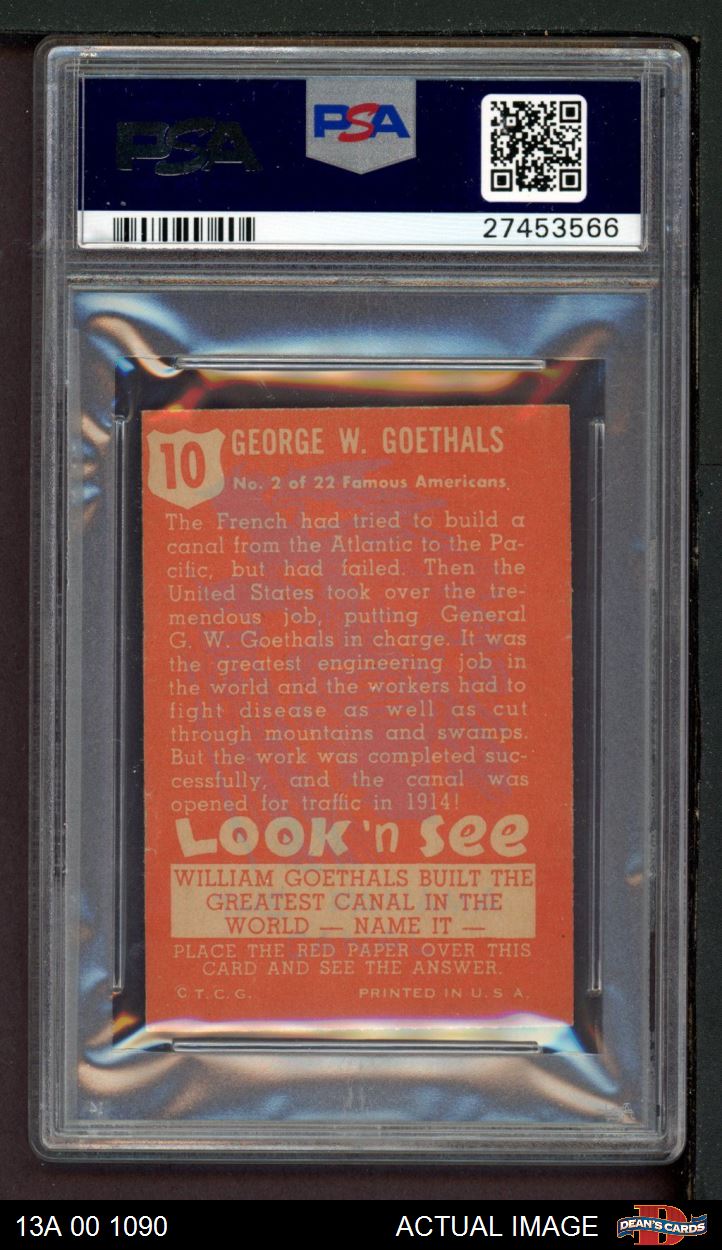 PSA
PSA
27453566
10
GEORGE W. GOETHALS
No. 2 of 22 Famous Americans.
The French had tried to build a
canal from the Atlantic to the Pa-
cific, but had failed. Then the
United States took over the tre-
mendous job, putting General
G. W. Goethals in charge. It was
the greatest engineering job in
the world and the workers had to
fight disease as well as cut
through mountains and swamps.
But the work was completed suc-
cessfully, and the canal was
opened for traffic in 1914!
LOOK 'n See
WILLIAM GOETHALS BUILT THE
GREATEST CANAL IN THE
WORLD — NAME IT —
PLACE THE RED PAPER OVER THIS
CARD AND SEE THE ANSWER.
© T.C.G. PRINTED IN U.S.A.
13A 00 1090 ACTUAL IMAGE DEAN'S CARDS